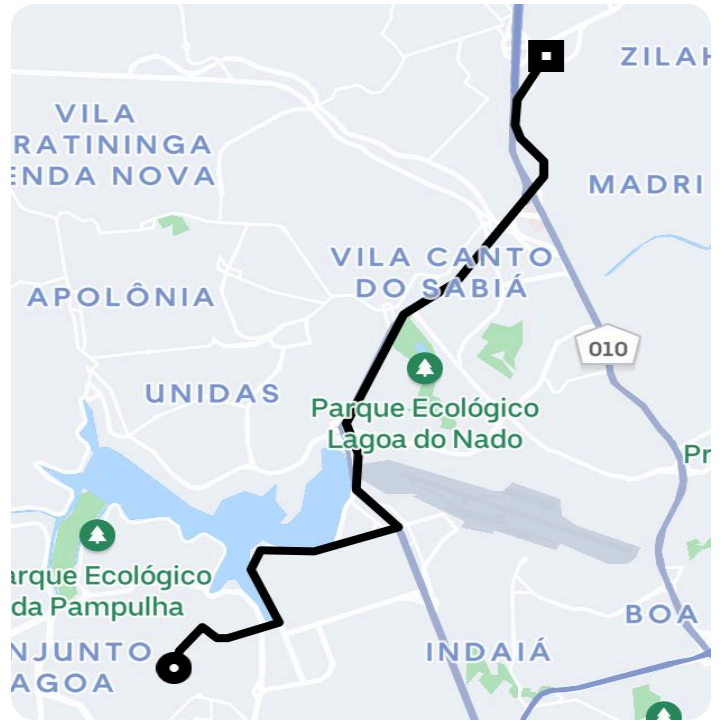 ZILAH
VILA
RATININGA
ENDA NOVA
MADRI
VILA CANTO
DO SABIÁ
APOLÔNIA
010
UNIDAS
Parque Ecológico
Lagoa do Nado
Pr
arque Ecológico
da Pampulha
BOA
NJUNTO
AGOA
INDAIÁ